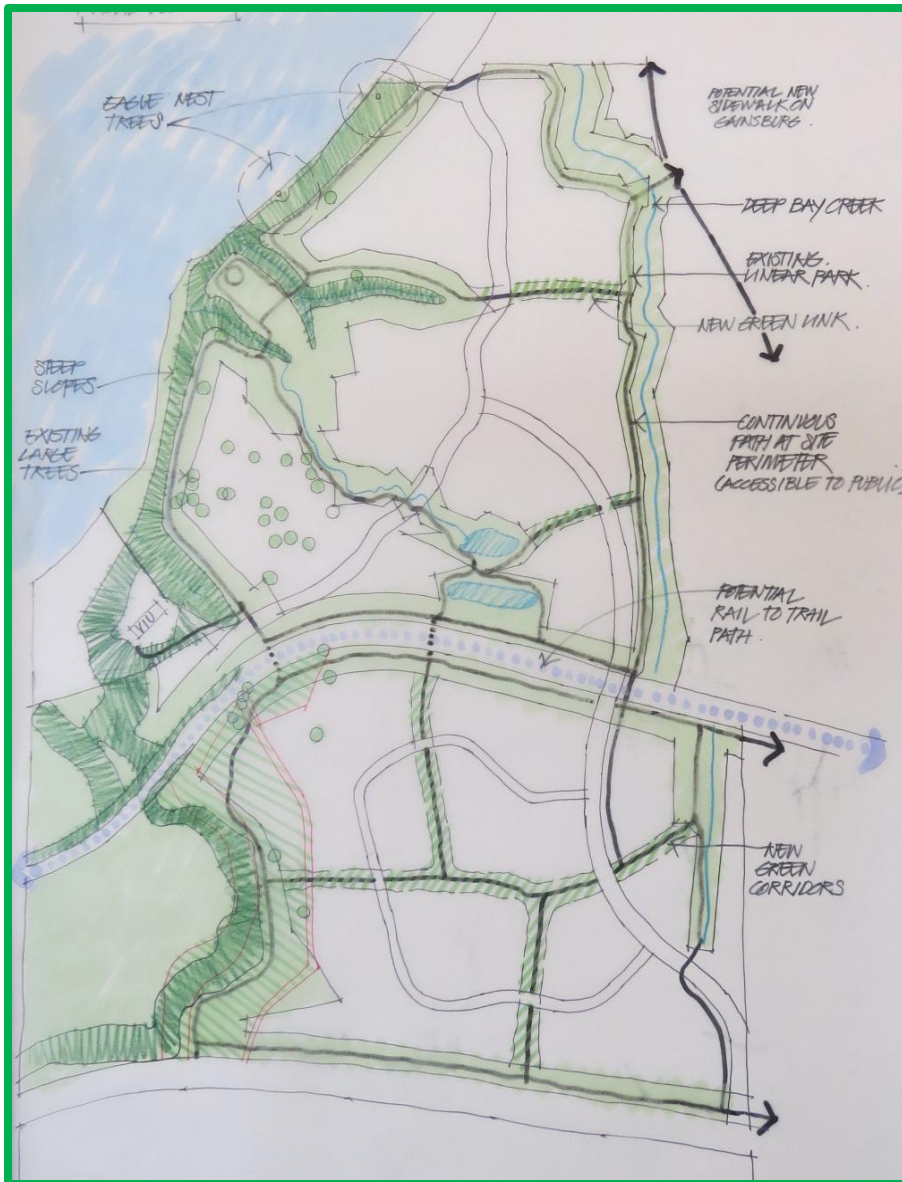 EAGLE NEST
TREES
POTENTIAL NEW
SIDEWALK ON
GAINSBURG.
DEEP BAY CREEK
EXISTING
LINEAR PARK.
NEW GREEN LINK.
STEEP
SLOPES
EXISTING
LARGE
TREES
CONTINUOUS
PATH AT SITE
PERIMETER
(ACCESSIBLE TO PUBLIC)
VIU
POTENTIAL
RAIL TO TRAIL
PATH.
NEW
GREEN
CORRIDORS